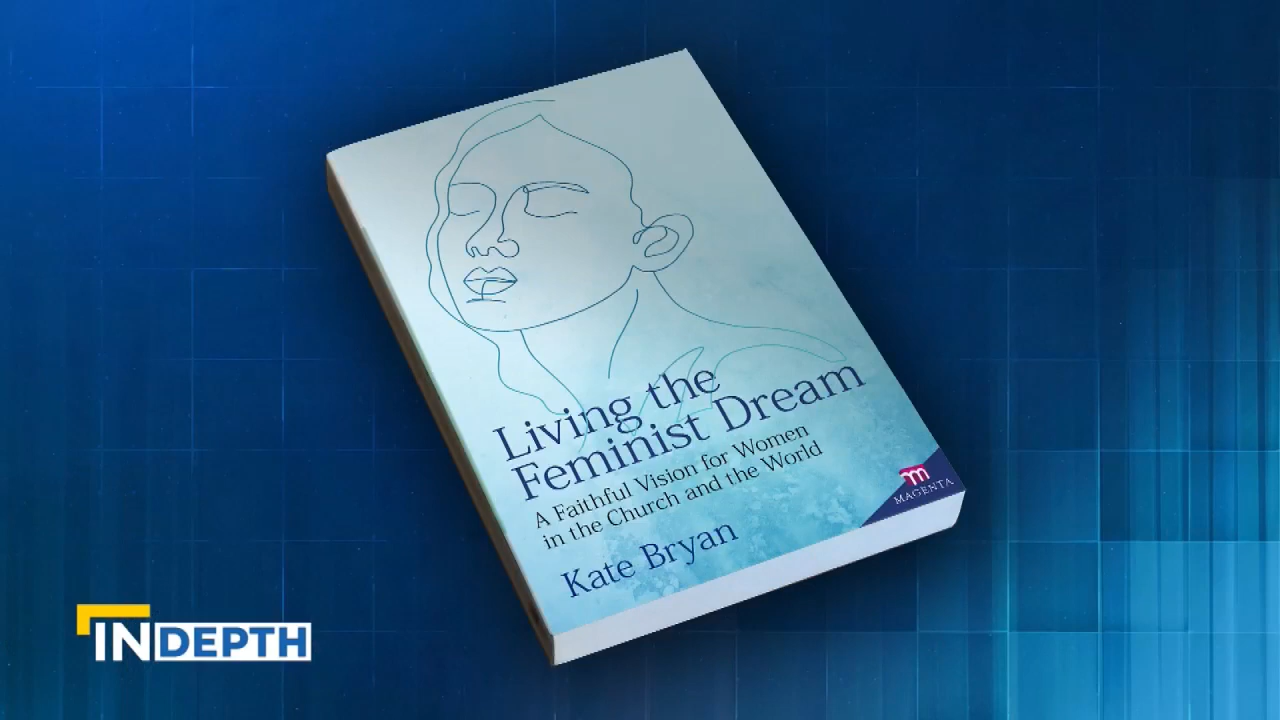 Living the
Feminist Dream
A Faithful Vision for Women
in the Church and the World
Kate Bryan
m
MAGENTA
INDEPTH